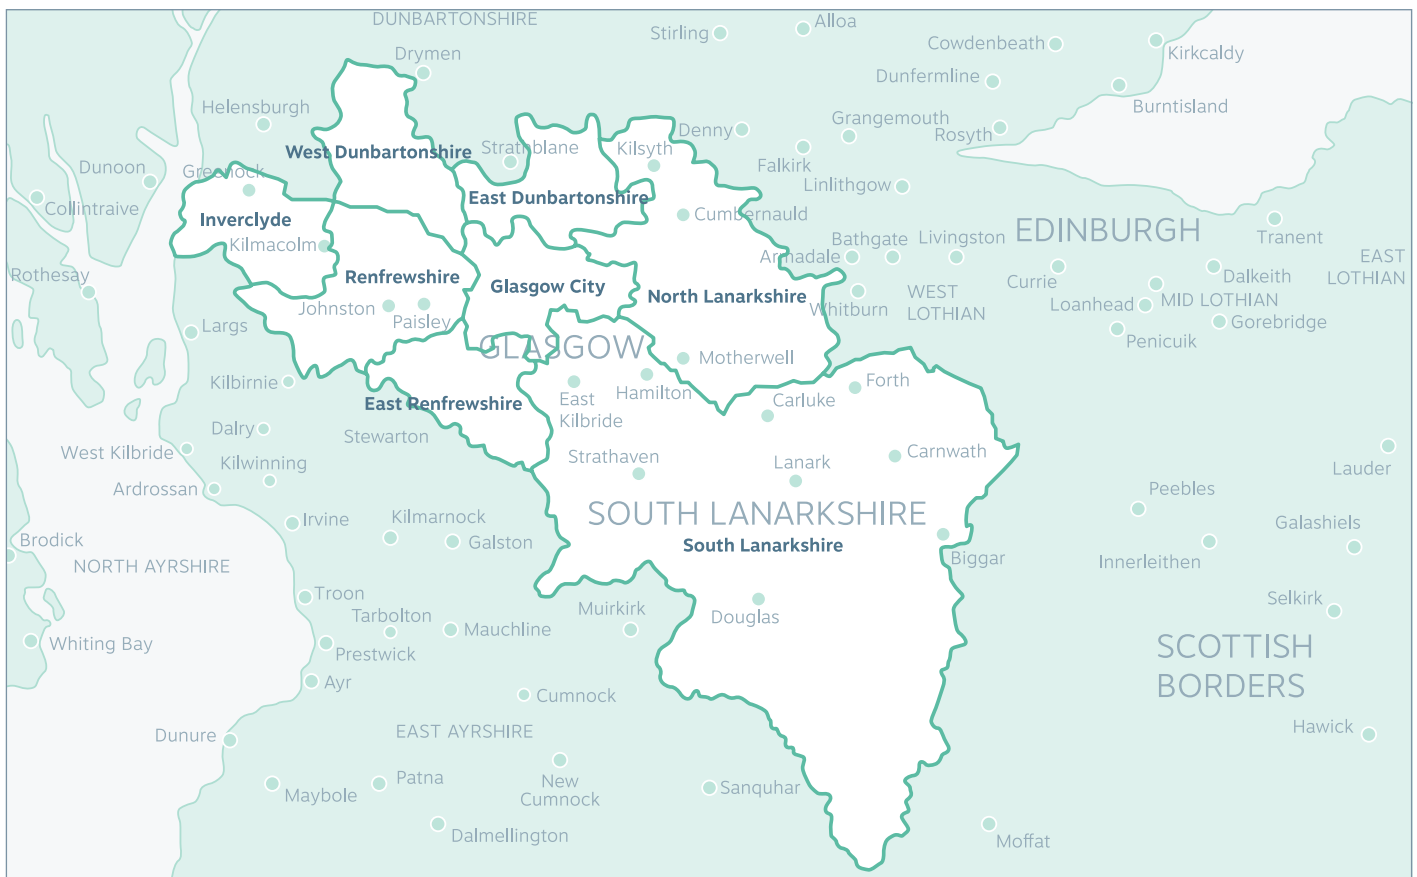 DUNBARTONSHIRE
Alloa
Stirling
Cowdenbeath
Kirkcaldy
Drymen
Dunfermline
Burntisland
Helensburgh
Grangemouth
Denny
Rosyth
West Dunbartonshire
Strathblane
Kilsyth
Falkirk
Dunoon
Greenock
Linlithgow
East Dunbartonshire
Collintraive
Inverclyde
Cumbernauld
Kilmacolm
Bathgate
Livingston
EDINBURGH
Tranent
Armadale
EAST
LOTHIAN
Rothesay
Renfrewshire
Glasgow City
North Lanarkshire
Currie
Dalkeith
WEST
LOTHIAN
Loanhead
MID LOTHIAN
Johnston
Paisley
Whitburn
Gorebridge
Largs
Penicuik
GLASGOW
Motherwell
Kilbirnie
East
Kilbride
Hamilton
Forth
Carluke
East Renfrewshire
Dalry
Stewarton
West Kilbride
Kilwinning
Strathaven
Lanark
Carnwath
Lauder
Ardrossan
Peebles
Irvine
Kilmarnock
SOUTH LANARKSHIRE
Galashiels
Brodick
Galston
South Lanarkshire
Biggar
Innerleithen
NORTH AYRSHIRE
Troon
Tarbolton
Muirkirk
Douglas
Selkirk
Mauchline
Whiting Bay
Prestwick
SCOTTISH
BORDERS
Ayr
Cumnock
Dunure
EAST AYRSHIRE
Hawick
Maybole
Patna
New
Cumnock
Sanquhar
Dalmellington
Moffat